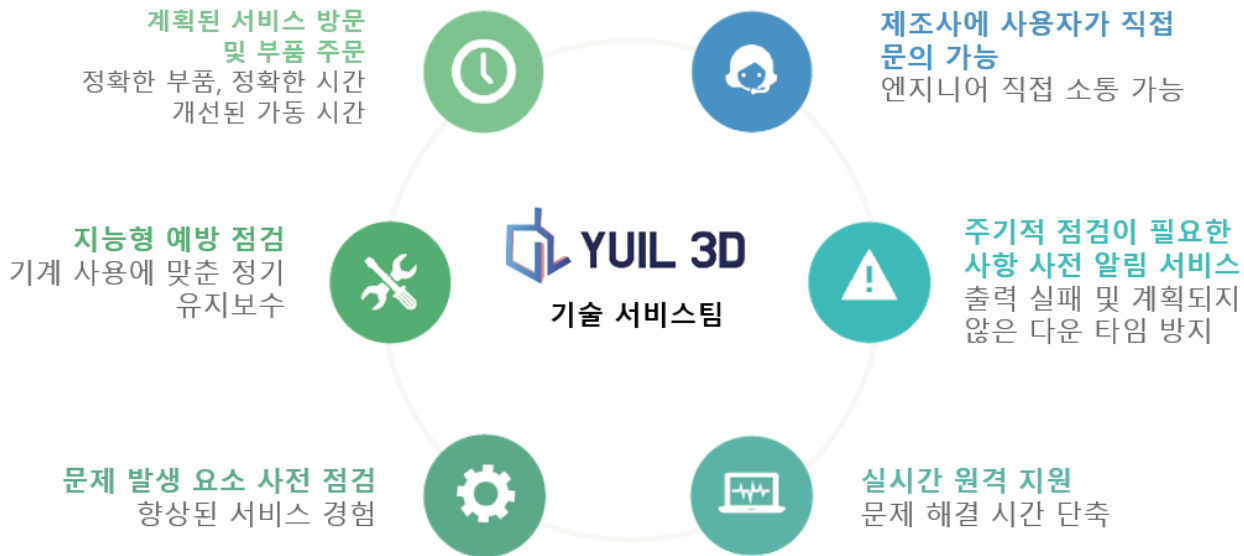 계획된 서비스 방문
및 부품 주문
정확한 부품, 정확한 시간
개선된 가동 시간
제조사에 사용자가 직접
문의 가능
엔지니어 직접 소통 가능
지능형 예방 점검
기계 사용에 맞춘 정기
유지보수
YUIL 3D
기술 서비스팀
주기적 점검이 필요한
사항 사전 알림 서비스
출력 실패 및 계획되지
않은 다운 타임 방지
문제 발생 요소 사전 점검
향상된 서비스 경험
실시간 원격 지원
문제 해결 시간 단축